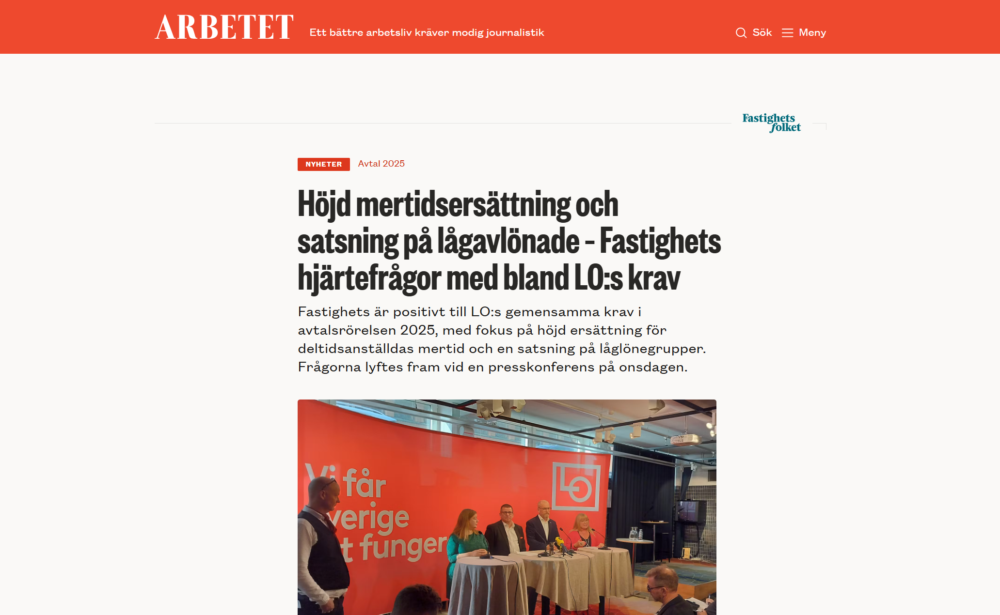 ARBETET
Ett bättre arbetsliv kräver modig journalistik
Sök
Meny
Fastighets
folket
NYHETER
Avtal 2025
Höjd mertidsersättning och
satsning på lågavlönade – Fastighets
hjärtefrågor med bland LO:s krav
Fastighets är positivt till LO:s gemensamma krav i
avtalsrörelsen 2025, med fokus på höjd ersättning för
deltidsanställdas mertid och en satsning på låglönegrupper.
Frågorna lyftes fram vid en presskonferens på onsdagen.
Vi får
verige
t funger
LO